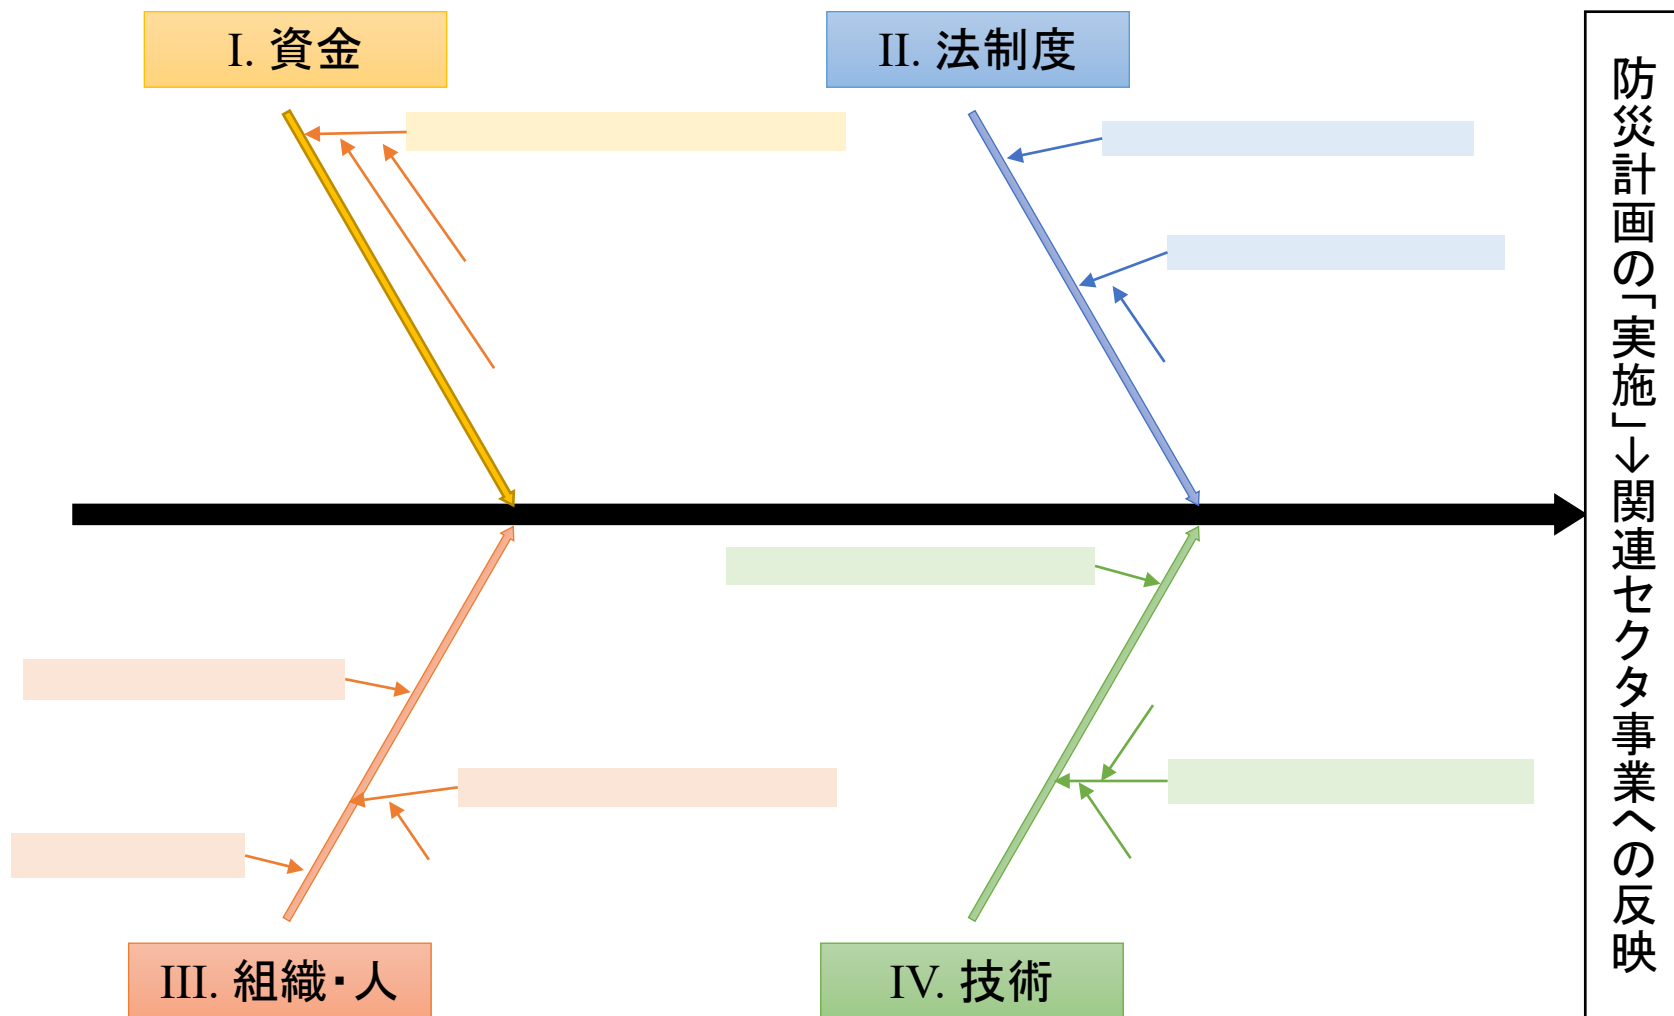 I. 資金
II. 法制度
防災計画の「実施」→関連セクタ事業への反映
III. 組織・人
IV. 技術